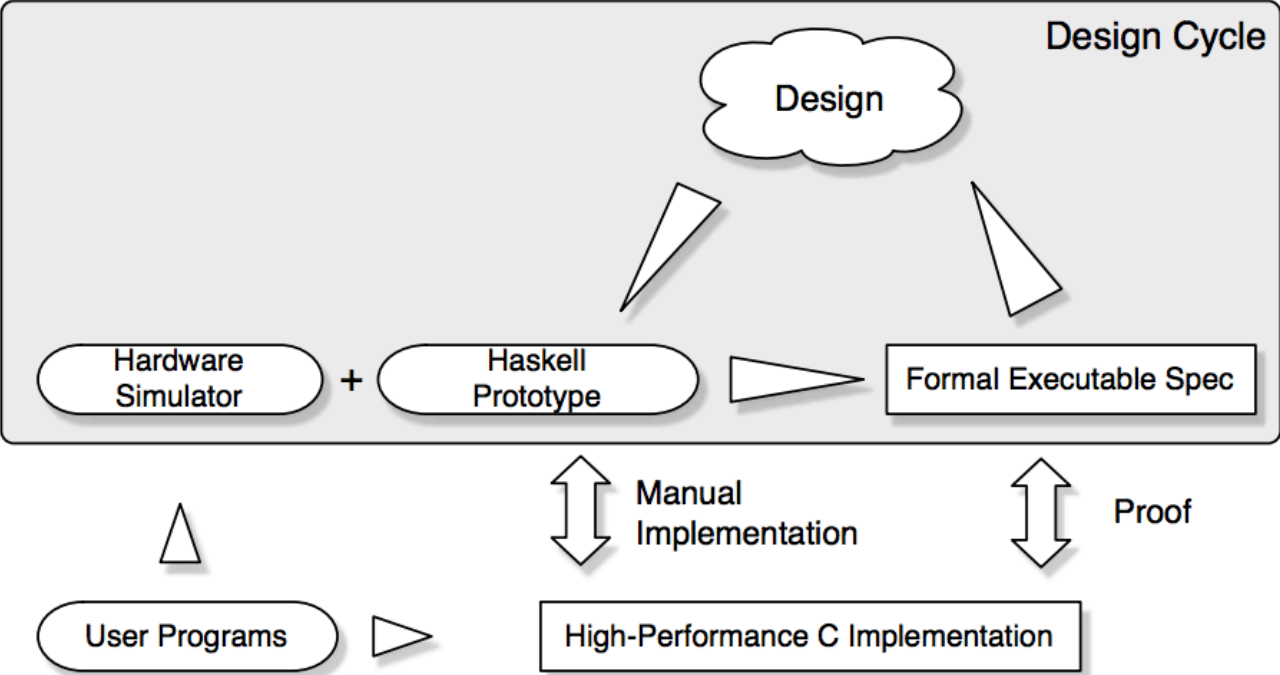 Design Cycle
Design
Hardware
Simulator
+
Haskell
Prototype
Formal Executable Spec
Manual
Implementation
Proof
User Programs
High-Performance C Implementation